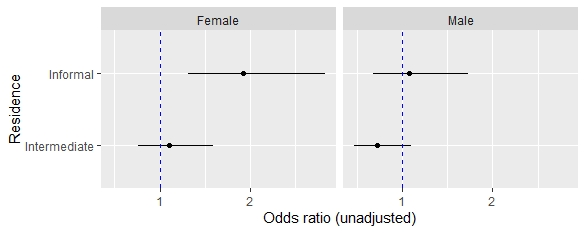 Female Male
Residence
Informal
Intermediate
1 2 1 2
Odds ratio (unadjusted)